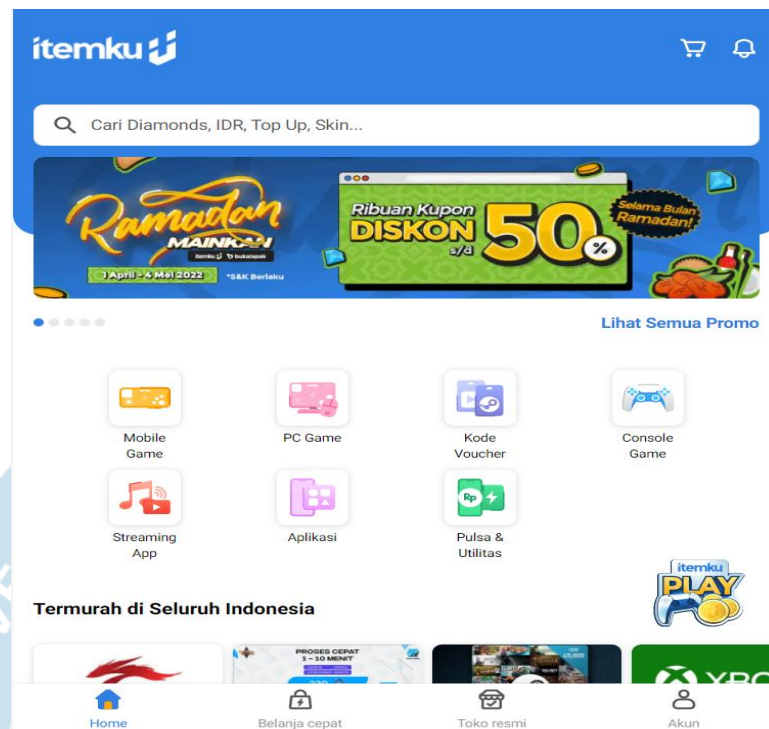 itemku
Cari Diamonds, IDR, Top Up, Skin...
Ramadan
MAINKAN
itemku bukalapak
1 April - 4 Mei 2022
*S&K Berlaku
Ribuan Kupon
DISKON
s/d
50%
Selama Bulan
Ramadan!
Lihat Semua Promo
Mobile
Game
PC Game
Kode
Voucher
Console
Game
Streaming
App
Aplikasi
Rp
Pulsa &
Utilitas
itemku
PLAY
Termurah di Seluruh Indonesia
PROSES CEPAT
1 - 10 MENIT
Home
Belanja cepat
Toko resmi
Akun